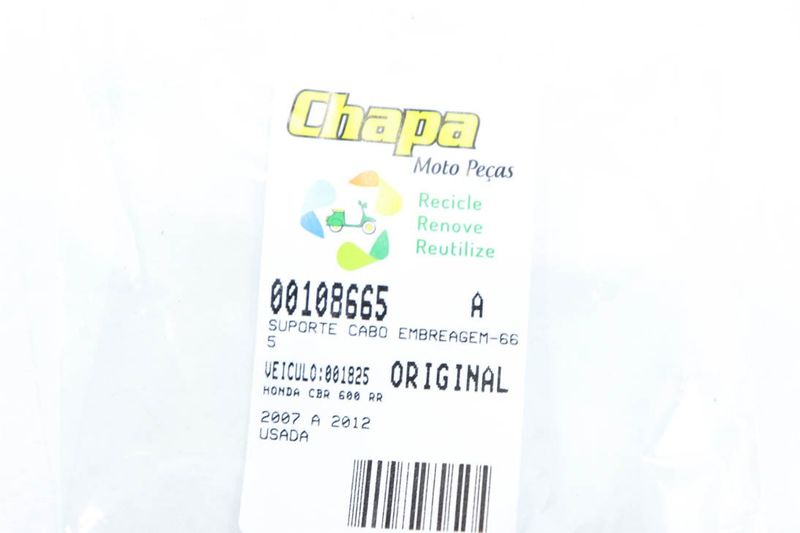 Chapa
Moto Peças
Recicle
Renove
Reutilize
00108665 A
SUPORTE CABO EMBREAGEM-66
5
VEICULO:001825 ORIGINAL
HONDA CBR 600 RR
2007 A 2012
USADA